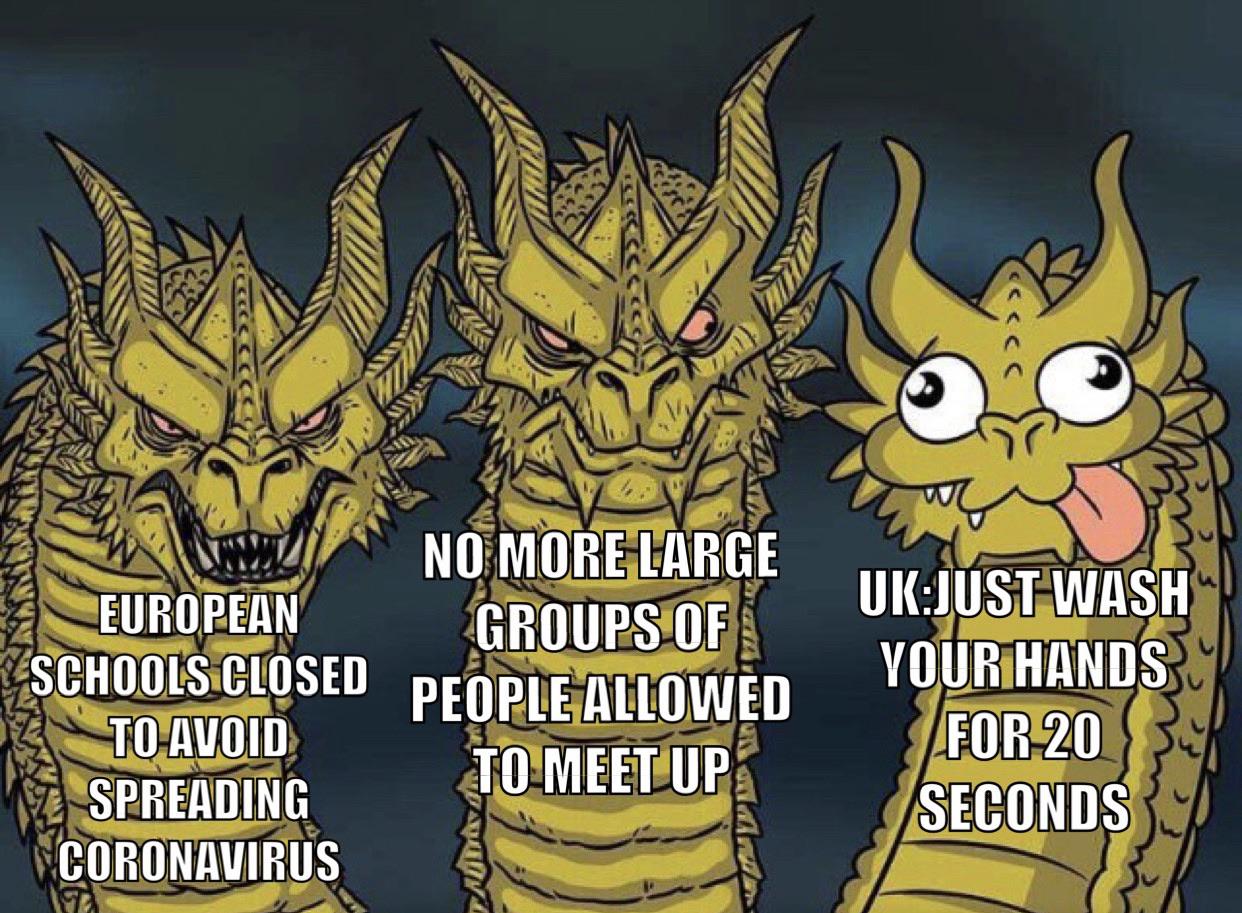 EUROPEAN
SCHOOLS CLOSED
TO AVOID
SPREADING
CORONAVIRUS
NO MORE LARGE
GROUPS OF
PEOPLE ALLOWED
TO MEET UP
UK:JUST WASH
YOUR HANDS
FOR 20
SECONDS